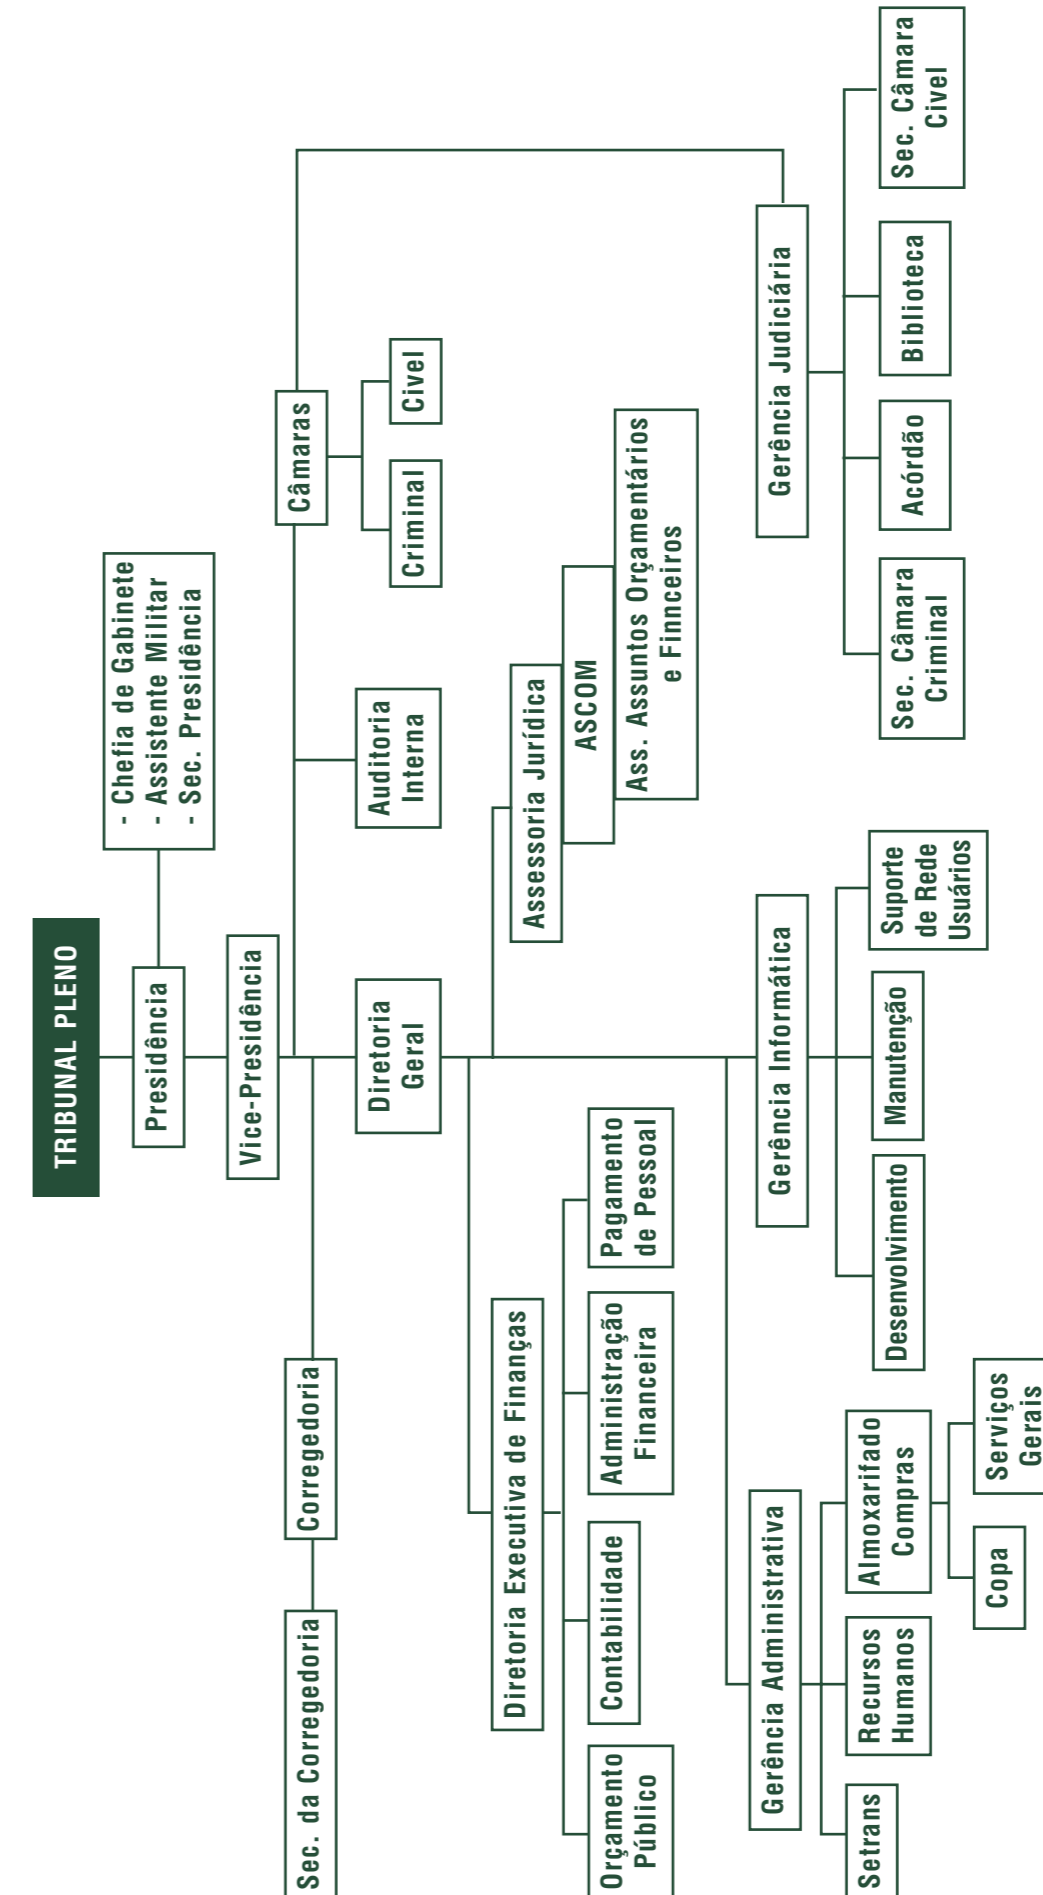 TRIBUNAL PLENO
Presidência
- Chefia de Gabinete
- Assistente Militar
- Sec. Presidência
Vice-Presidência
Sec. da Corregedoria
Corregedoria
Câmaras
Criminal
Civel
Diretoria
Geral
Auditoria
Interna
Diretoria Executiva de Finanças
Assessoria Jurídica
ASCOM
Ass. Assuntos Orçamentários
e Finnceiros
Orçamento
Público
Contabilidade
Administração
Financeira
Pagamento
de Pessoal
Gerência Administrativa
Gerência Informática
Gerência Judiciária
Setrans
Recursos
Humanos
Almoxarifado
Compras
Copa
Serviços
Gerais
Desenvolvimento
Manutenção
Suporte
de Rede
Usuários
Sec. Câmara
Criminal
Acórdão
Biblioteca
Sec. Câmara
Civel